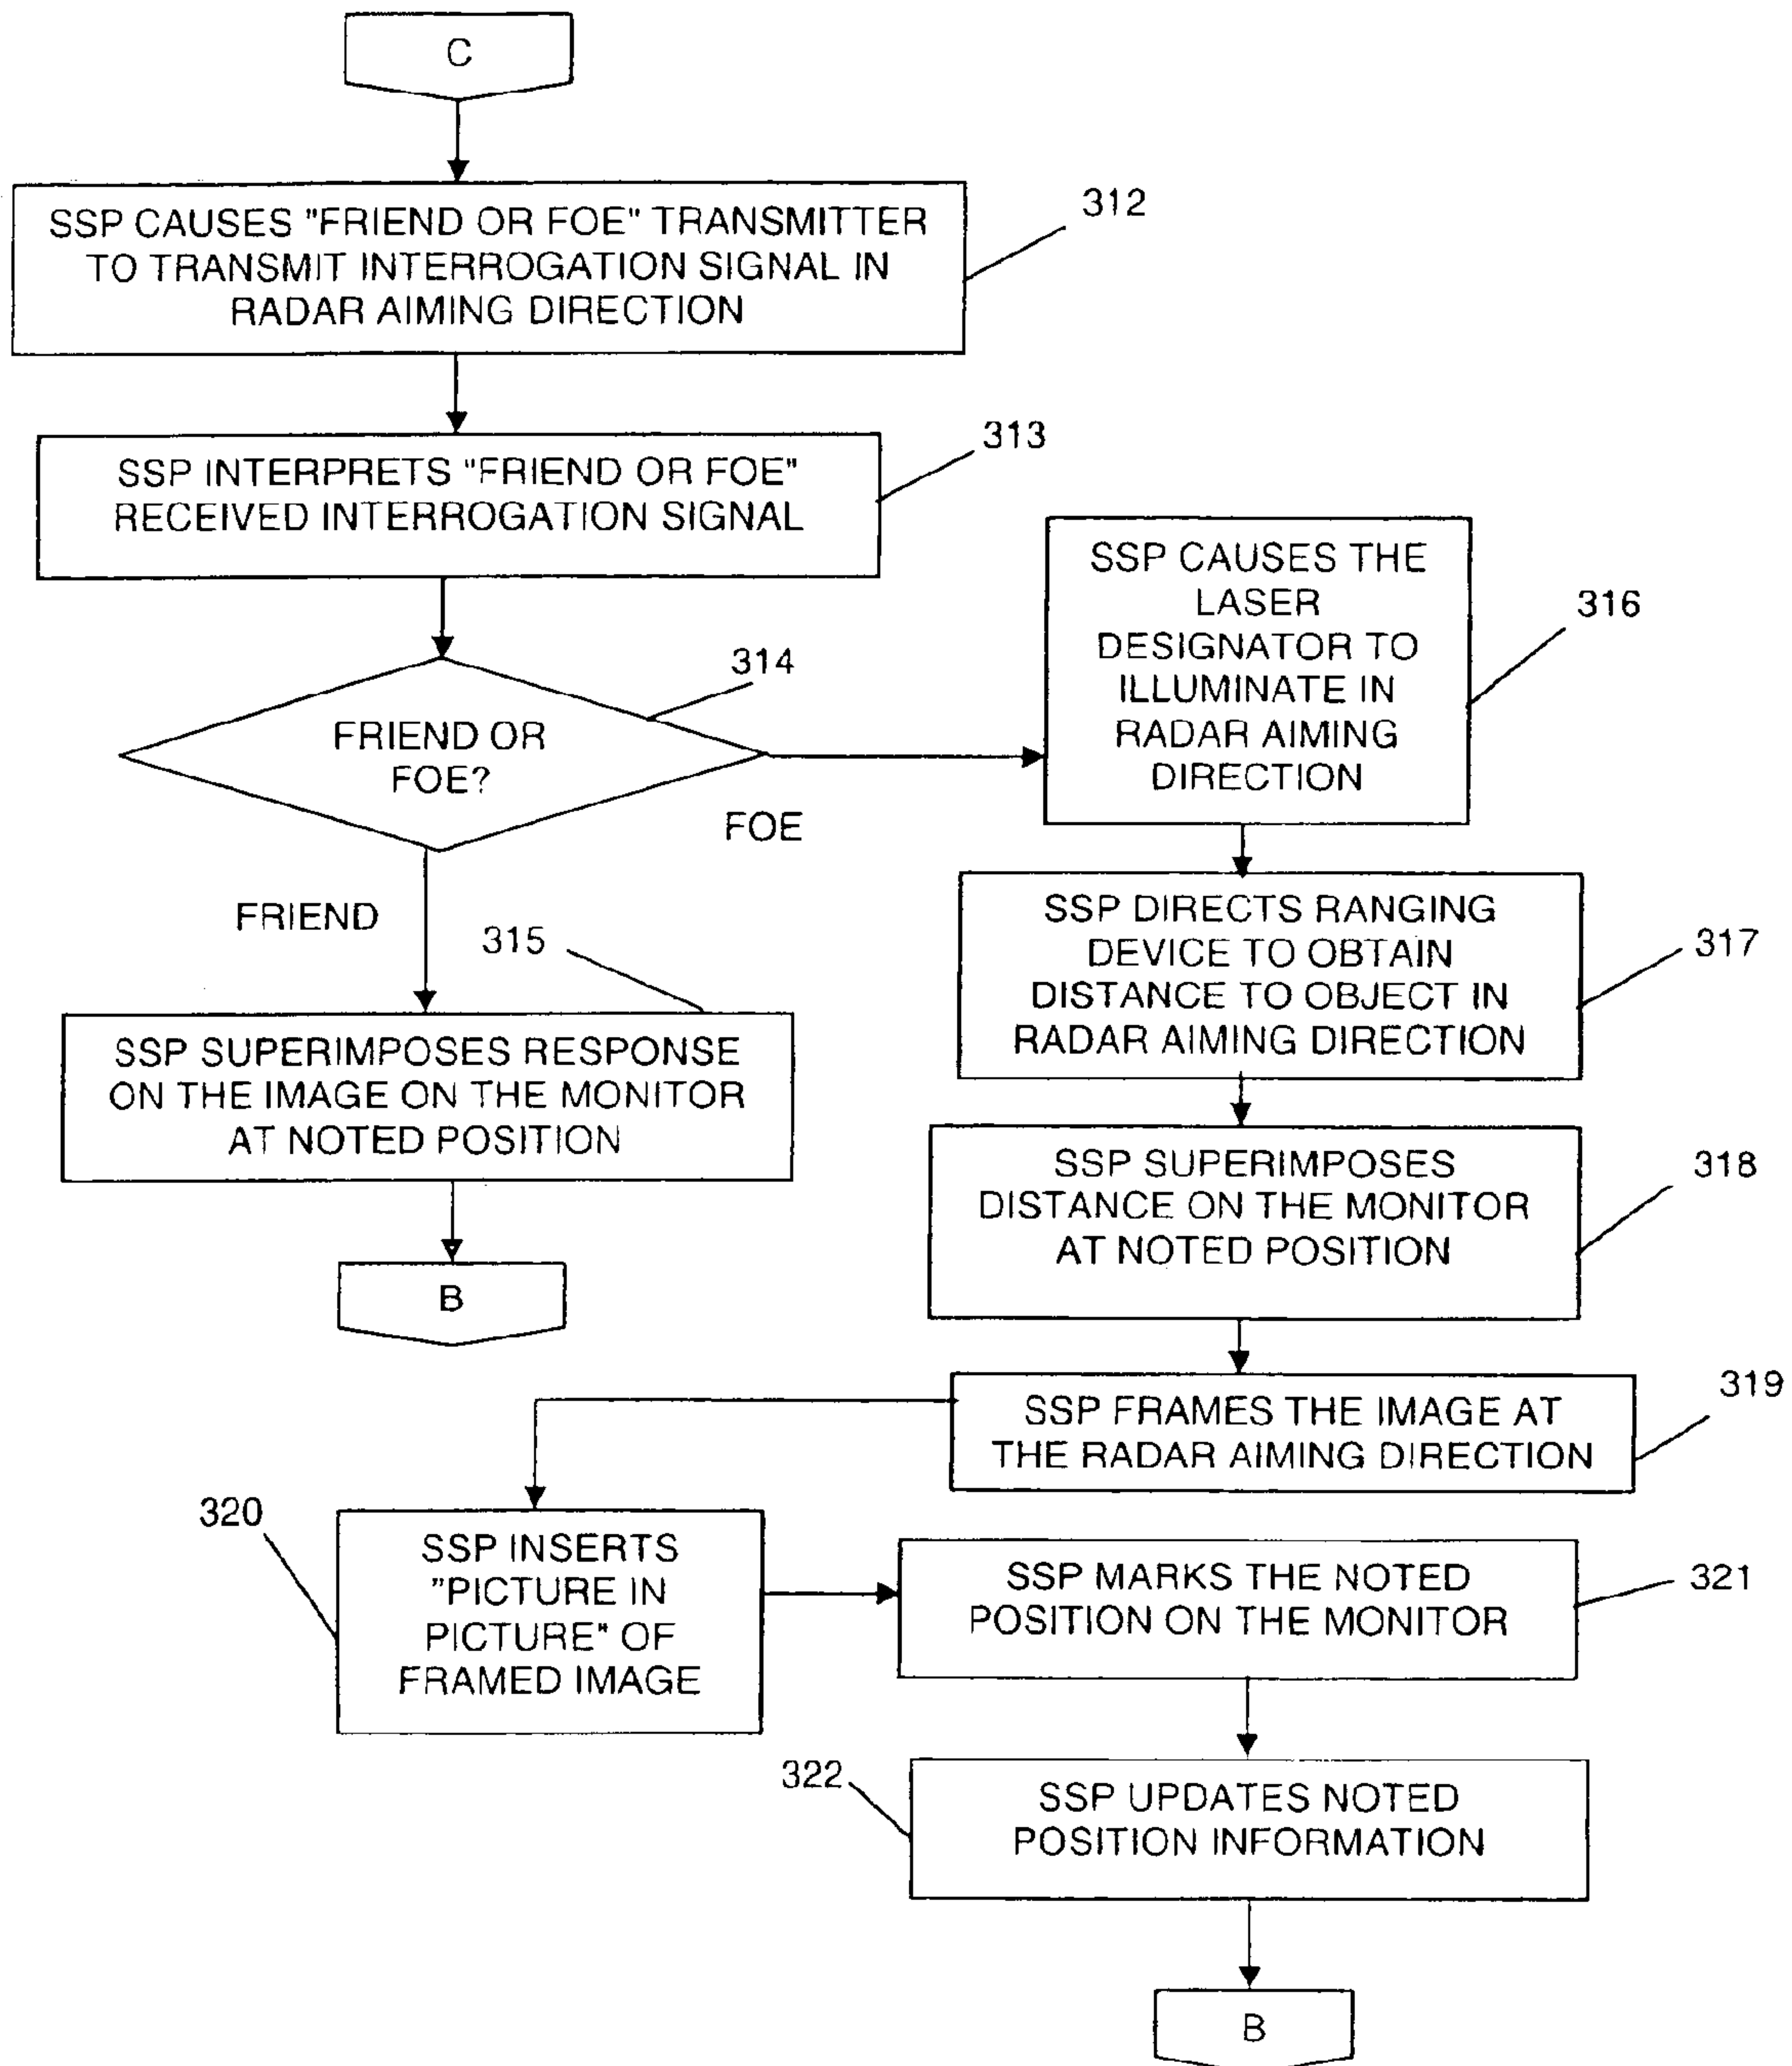 C
SSP CAUSES "FRIEND OR FOE" TRANSMITTER
TO TRANSMIT INTERROGATION SIGNAL IN
RADAR AIMING DIRECTION
312
SSP INTERPRETS "FRIEND OR FOE"
RECEIVED INTERROGATION SIGNAL
313
FRIEND OR
FOE?
314
FOE
FRIEND
315
SSP SUPERIMPOSES RESPONSE
ON THE IMAGE ON THE MONITOR
AT NOTED POSITION
B
SSP CAUSES THE
LASER
DESIGNATOR TO
ILLUMINATE IN
RADAR AIMING
DIRECTION
316
SSP DIRECTS RANGING
DEVICE TO OBTAIN
DISTANCE TO OBJECT IN
RADAR AIMING DIRECTION
317
SSP SUPERIMPOSES
DISTANCE ON THE MONITOR
AT NOTED POSITION
318
SSP FRAMES THE IMAGE AT
THE RADAR AIMING DIRECTION
319
320
SSP INSERTS
"PICTURE IN
PICTURE" OF
FRAMED IMAGE
SSP MARKS THE NOTED
POSITION ON THE MONITOR
321
322
SSP UPDATES NOTED
POSITION INFORMATION
B